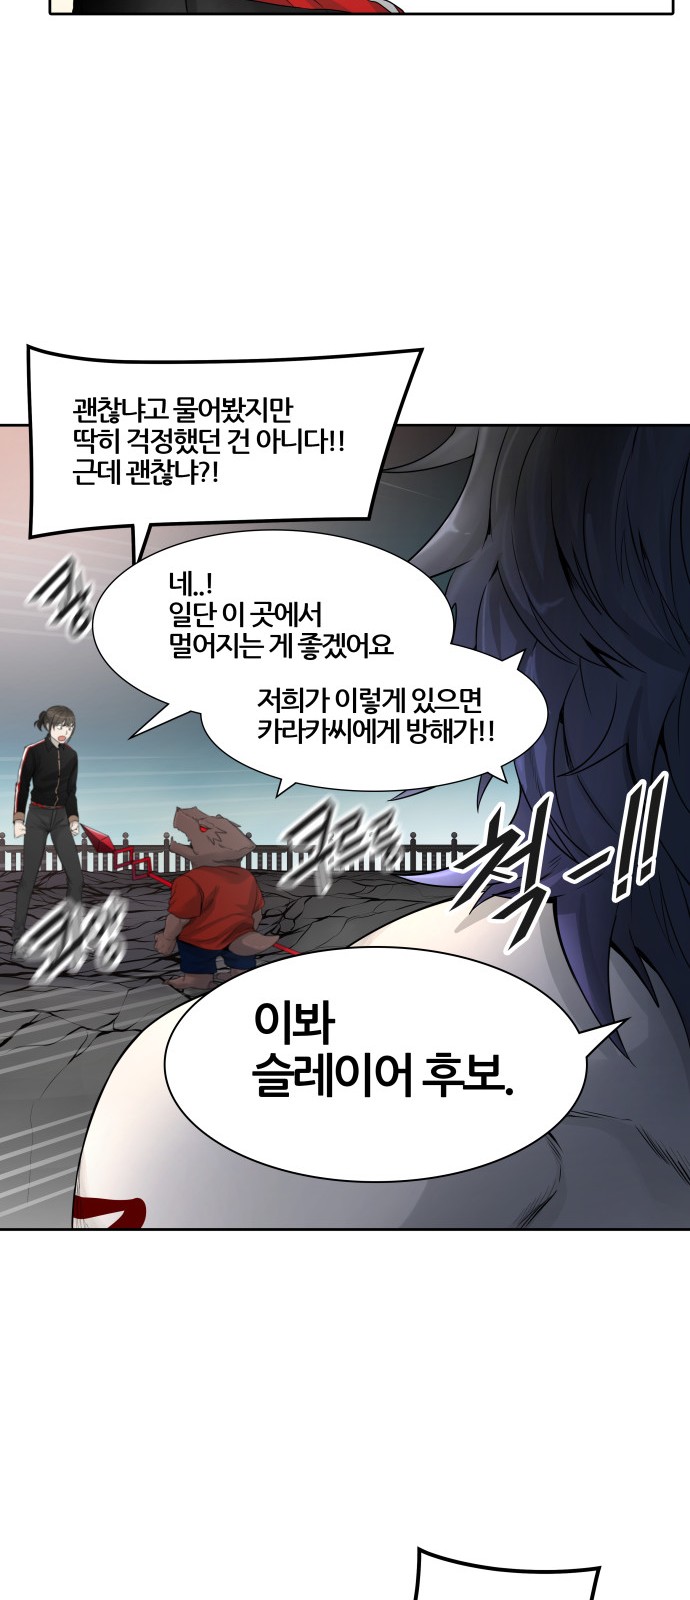 괜찮냐고 물어봤지만
딱히 걱정했던 건 아니다!!
근데 괜찮냐?!
네..!
일단 이 곳에서
멀어지는 게 좋겠어요
저희가 이렇게 있으면
카라카씨에게 방해가!!
척-!!
이봐
슬레이어 후보.